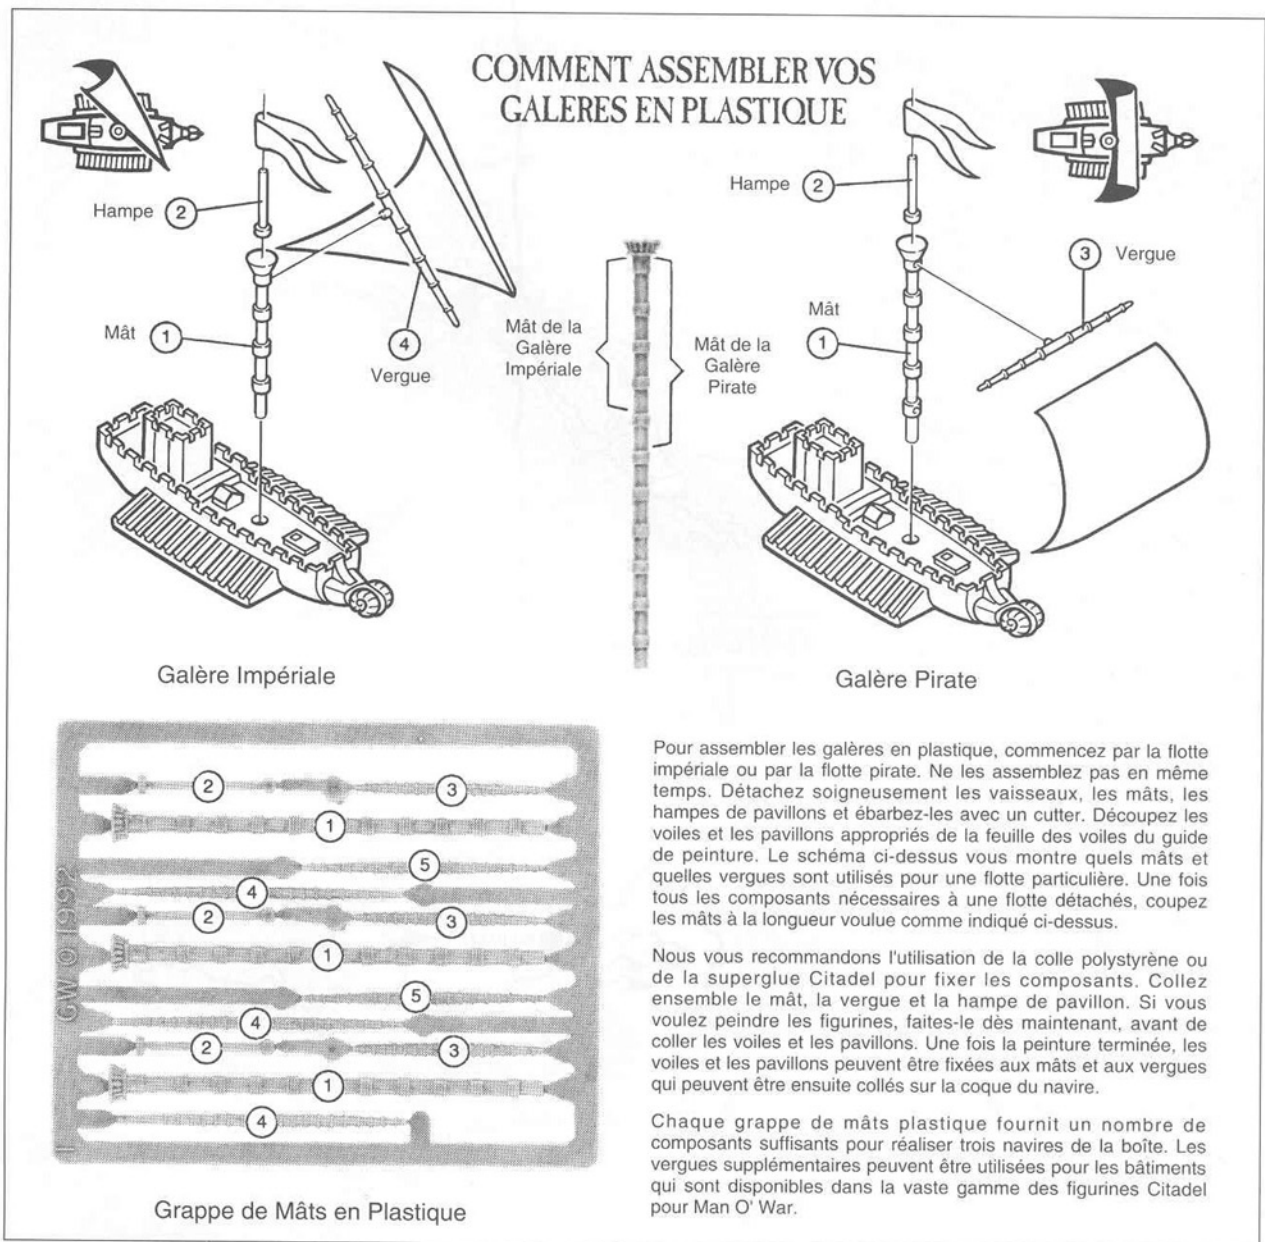 COMMENT ASSEMBLER VOS
GALERES EN PLASTIQUE
Hampe 2
Mât 1
4
Vergue
Mât de la
Galère
Impériale
Mât de la
Galère
Pirate
Hampe 2
3 Vergue
Mât
1
Galère Impériale
Galère Pirate
GW © 1992
2
3
1
5
4
2
3
1
5
4
2
3
1
4
Grappe de Mâts en Plastique
Pour assembler les galères en plastique, commencez par la flotte
impériale ou par la flotte pirate. Ne les assemblez pas en même
temps. Détachez soigneusement les vaisseaux, les mâts, les
hampes de pavillons et ébarbez-les avec un cutter. Découpez les
voiles et les pavillons appropriés de la feuille des voiles du guide
de peinture. Le schéma ci-dessus vous montre quels mâts et
quelles vergues sont utilisés pour une flotte particulière. Une fois
tous les composants nécessaires à une flotte détachés, coupez
les mâts à la longueur voulue comme indiqué ci-dessus.
Nous vous recommandons l'utilisation de la colle polystyrène ou
de la superglue Citadel pour fixer les composants. Collez
ensemble le mât, la vergue et la hampe de pavillon. Si vous
voulez peindre les figurines, faites-le dès maintenant, avant de
coller les voiles et les pavillons. Une fois la peinture terminée, les
voiles et les pavillons peuvent être fixées aux mâts et aux vergues
qui peuvent être ensuite collés sur la coque du navire.
Chaque grappe de mâts plastique fournit un nombre de
composants suffisants pour réaliser trois navires de la boîte. Les
vergues supplémentaires peuvent être utilisées pour les bâtiments
qui sont disponibles dans la vaste gamme des figurines Citadel
pour Man O' War.